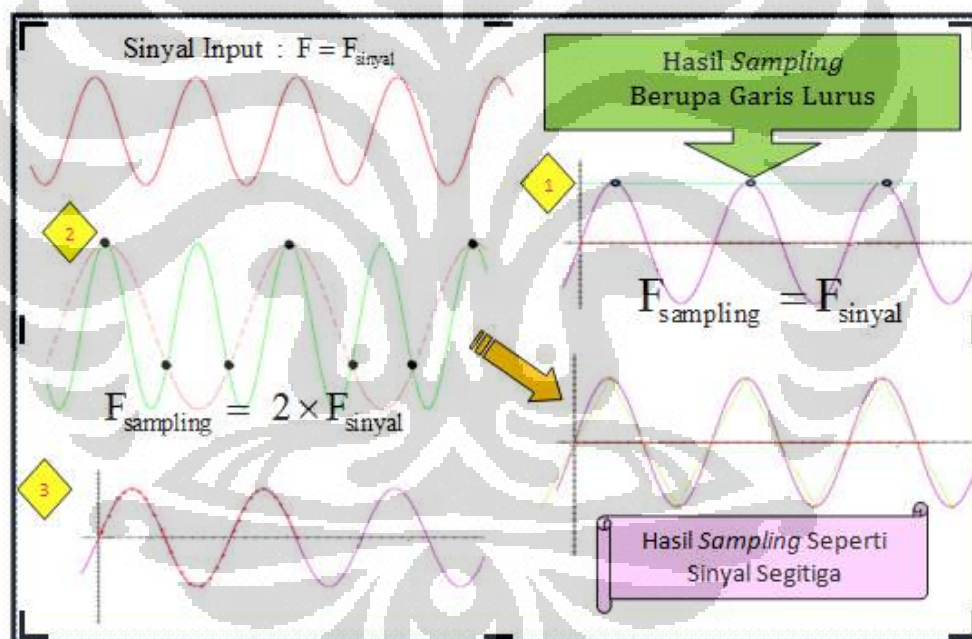 Sinyal Input : F = F_sinyal
Hasil Sampling
Berupa Garis Lurus
1
F_sampling = F_sinyal
2
F_sampling = 2 × F_sinyal
3
Hasil Sampling Seperti
Sinyal Segitiga